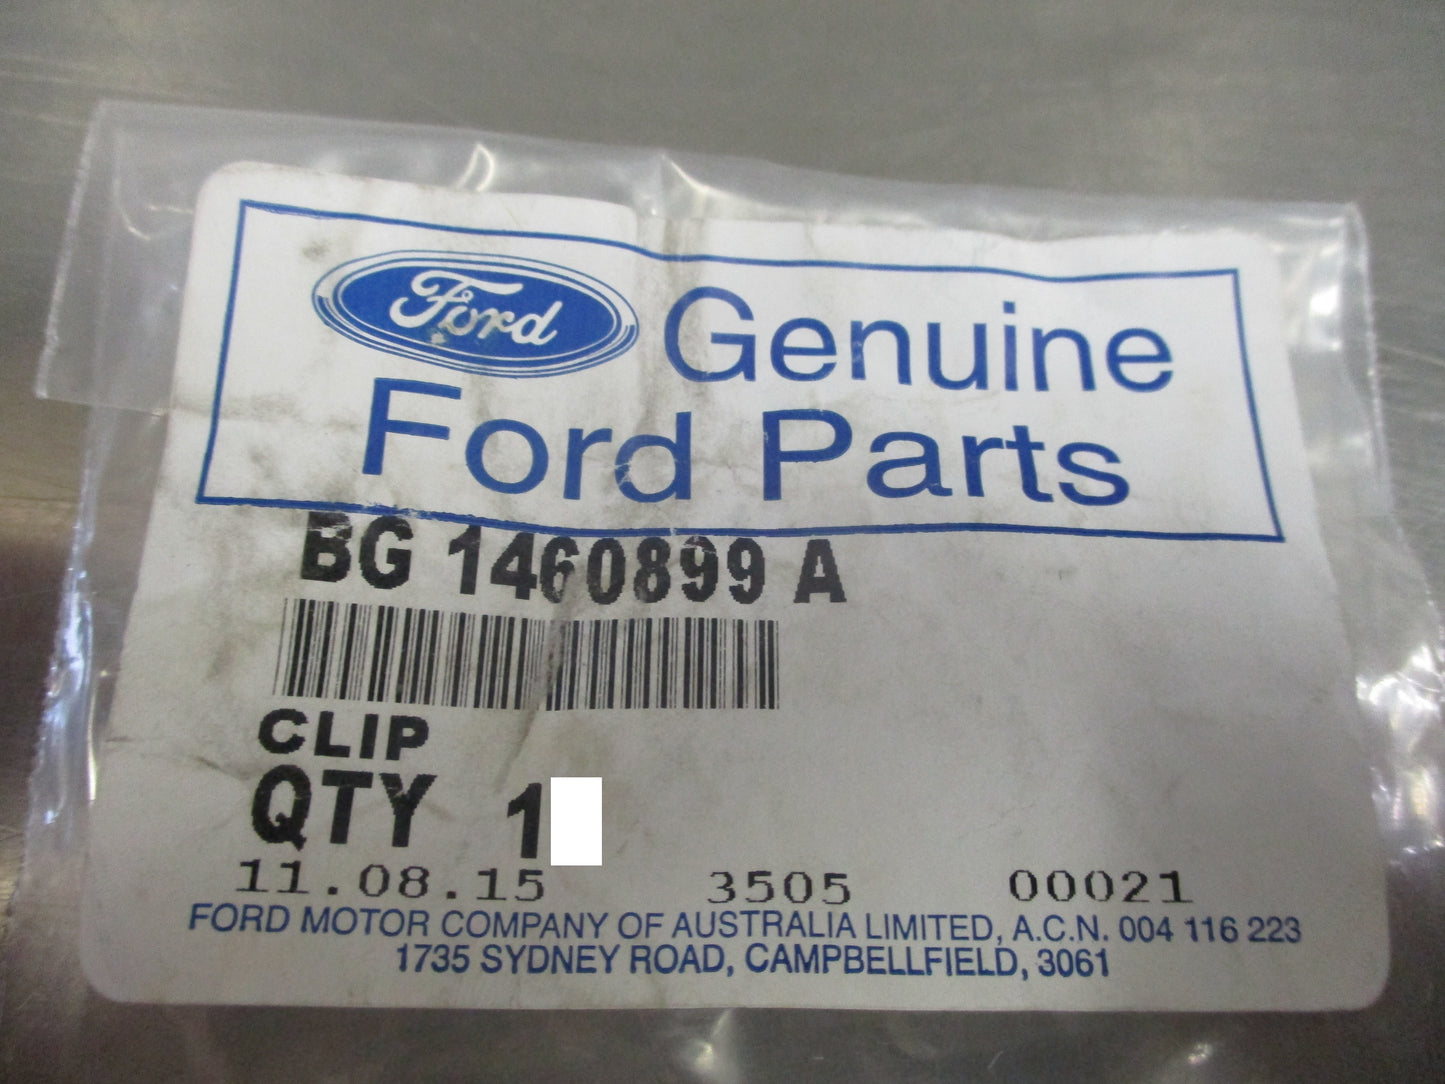 Ford Genuine
Ford Parts
BG 1460899 A
CLIP
QTY 1
11.08.15 3505 00021
FORD MOTOR COMPANY OF AUSTRALIA LIMITED, A.C.N. 004 116 223
1735 SYDNEY ROAD, CAMPBELLFIELD, 3061